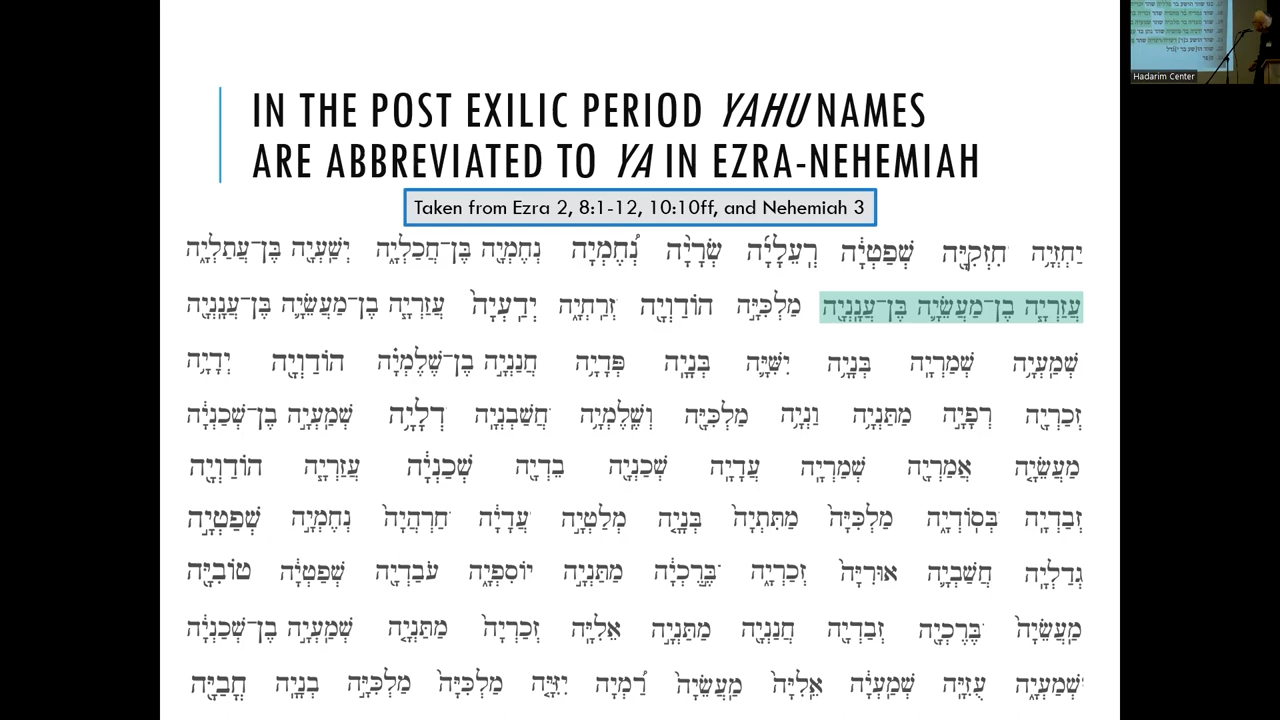 IN THE POST EXILIC PERIOD YAHU NAMES
ARE ABBREVIATED TO YA IN EZRA-NEHEMIAH
Taken from Ezra 2, 8:1-12, 10:10ff, and Nehemiah 3
יַחְזְיָ֥ה חִזְקִיָּ֖ה שְׁפַטְיָ֔ה רְֽעֵלָיָ֨ה שְׂרָיָ֨ה נְ֠חֶמְיָה נְחֶמְיָ֖ה בֶּן־חֲכַלְיָ֑ה יְשַֽׁעְיָ֖ה בֶּן־עֲתַלְיָ֑ה
עֲזַרְיָ֧ה בֶן־מַעֲשֵׂיָ֛ה בֶּן־עֲנָֽנְיָ֖ה מַלְכִּיָּ֣ה הוֹדַוְיָ֖ה זְרַֽחְיָ֑ה יְדַֽעְיָה֙ עֲזַרְיָ֧ה בֶן־מַעֲשֵׂיָ֛ה בֶּן־עֲנָֽנְיָ֖ה
שְׁמַֽעְיָ֥ה שְׁמַרְיָֽה בְּנָיָ֥ה יִשִּׁיָּ֛ה בְּנָיָֽה פְּדָיָ֥ה חֲנַנְיָ֣ה בֶן־שֶׁלֶמְיָ֗ה הוֹדַוְיָ֖ה יְדָיָ֥ה
זְכַרְיָ֖ה רְפָיָ֣ה מַתַּנְיָ֥ה וַנְיָ֥ה מַלְכִּיָּ֖ה וְשֶׁלֶמְיָ֥ה חֲשַׁבְנְיָֽה דְלָיָ֥ה שְׁמַֽעְיָ֣ה בֶן־שְׁכַנְיָ֔ה
מַעֲשֵׂיָ֤ה אֲמַרְיָ֖ה שְׁמַרְיָֽה עֲדָיָֽה שְׁכַנְיָ֖ה בֵדְיָ֖ה שְׁכַנְיָ֨ה עֲזַרְיָ֤ה הוֹדַוְיָ֖ה
זְבַדְיָ֖ה בְּסֽוֹדְיָ֑ה מַלְכִּיָּה֙ מַתִּתְיָה֙ בְּנָיָ֤ה מְלַטְיָ֣ה עֲדָיָ֔ה חַרְהֲיָה֙ נְחֶמְיָ֣ה שְׁפַטְיָ֣ה
גְדַלְיָֽה חֲשַׁבְיָ֥ה אוּרִיָּה֙ זְכַרְיָ֖ה בֶּֽרֶכְיָ֔ה מַתַּנְיָ֣ה עֹבַדְיָ֖ה יוֹסִפְיָ֑ה שְׁפַטְיָ֔ה טוֹבִיָּ֖ה
מַֽעֲשֵׂיָה֙ בֶּֽרֶכְיָ֖ה זְבַדְיָ֖ה חֲנַנְיָ֖ה מַתַּנְיָ֣ה אֵלִיָּֽה זְכַרְיָה֙ מַתַּנְיָ֤ה שְׁמַֽעְיָ֣ה בֶן־שְׁכַנְיָ֔ה
שְׁמַעְיָ֣ה עֻזִּיָּֽה שְׁמַֽעְיָ֔ה אֵֽלִיָּה֙ מַֽעֲשֵׂיָה֙ רַ֠מְיָה יִזִּיָּ֤ה מַלְכִּיָּה֙ מַלְכִּיָּ֣ה בְנָיָֽה חֳבַיָּ֖ה
Hadarim Center